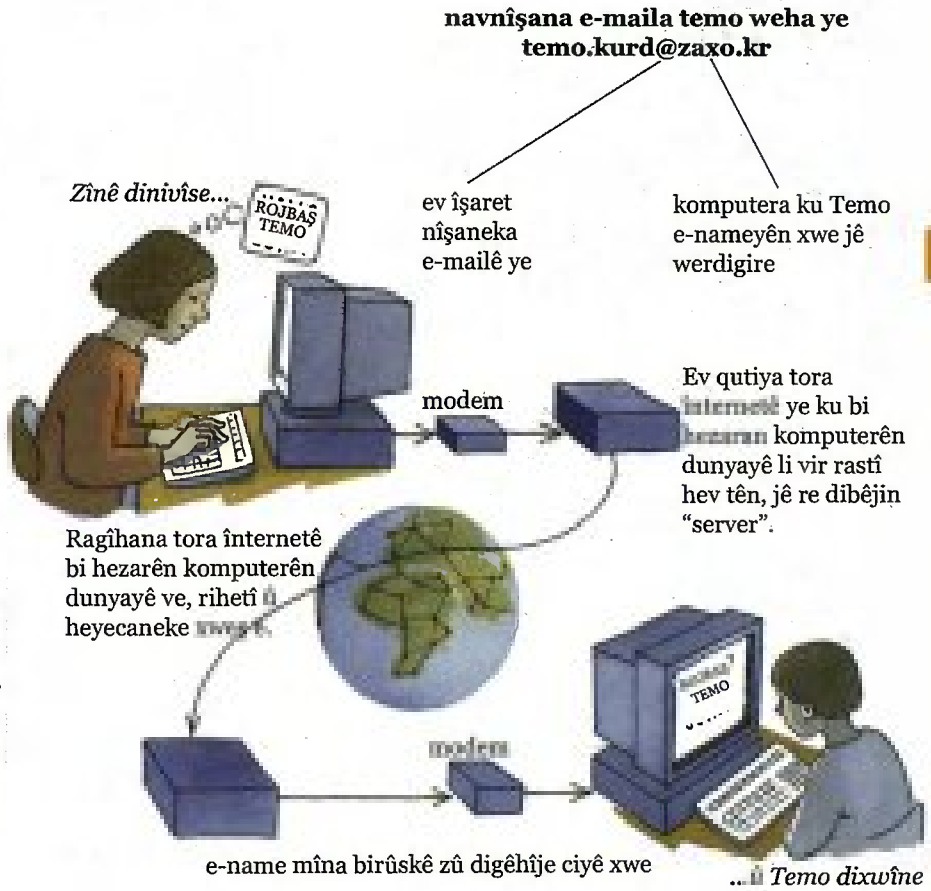 navnîşana e-maila temo weha ye
temo.kurd@zaxo.kr
Zînê dinivîse...
ROJBAŞ
TEMO
ev îşaret
nîşaneka
e-mailê ye
komputera ku Temo
e-nameyên xwe jê
werdigire
modem
Ev qutiya tora
internetê ye ku bi
hezaran komputerên
dunyayê li vir rastî
hev tên, jê re dibêjin
“server”.
Ragîhana tora înternetê
bi hezarên komputerên
dunyayê ve, rihetî û
heyecaneke
TEMO
modem
e-name mîna birûskê zû digêhîje ciyê xwe
... û Temo dixwîne